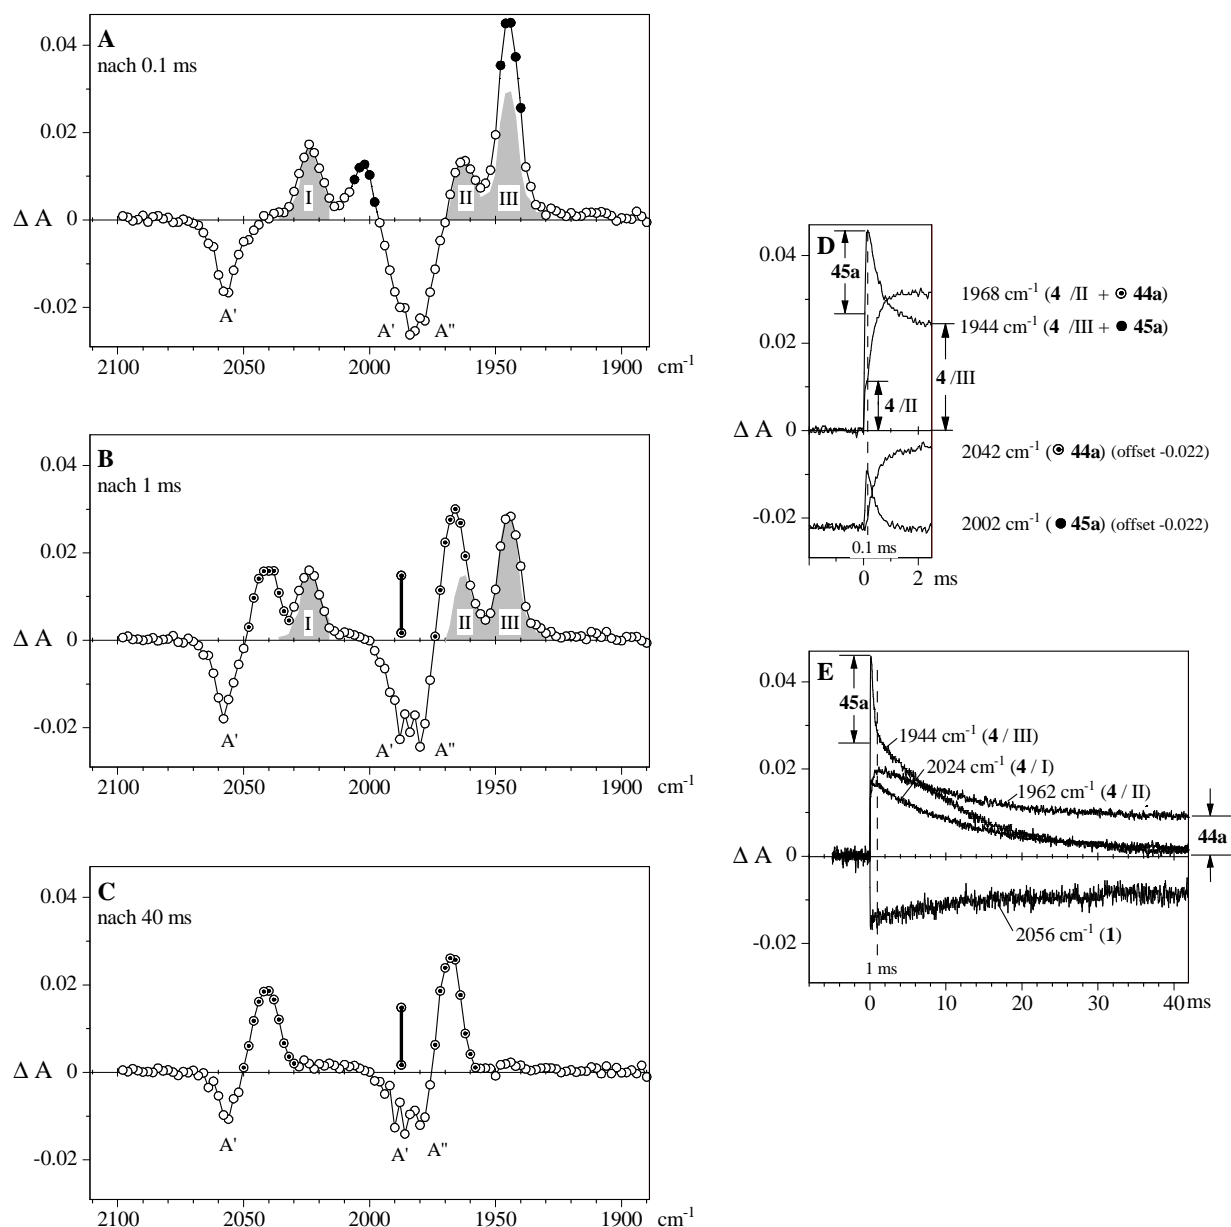 A
nach 0.1 ms
0.04
0.02
Δ A 0
-0.02
I
II
III
A'
A'
A"
2100 2050 2000 1950 1900 cm-1
B
nach 1 ms
0.04
0.02
Δ A 0
-0.02
I
II
III
A'
A'
A"
2100 2050 2000 1950 1900 cm-1
C
nach 40 ms
0.04
0.02
Δ A 0
-0.02
A'
A'
A"
2100 2050 2000 1950 1900 cm-1
D
0.04
45a
1968 cm-1 (4 /II + ⊙ 44a)
1944 cm-1 (4 /III + ● 45a)
0.02
4 /III
4 /II
Δ A 0
2042 cm-1 (⊙ 44a) (offset -0.022)
-0.02
2002 cm-1 (● 45a) (offset -0.022)
0.1 ms
0 2 ms
E
0.04
45a
1944 cm-1 (4 / III)
2024 cm-1 (4 / I)
0.02
1962 cm-1 (4 / II)
44a
Δ A 0
2056 cm-1 (1)
-0.02
1 ms
0 10 20 30 40 ms